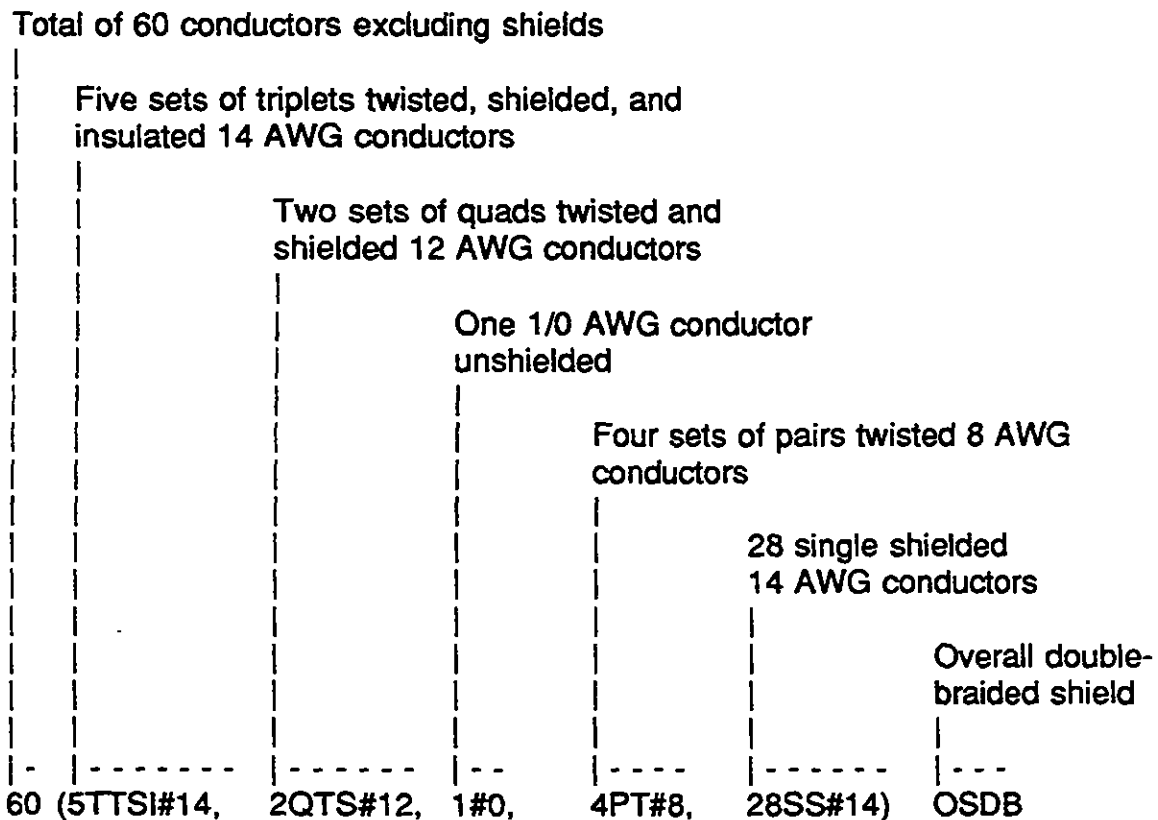 Total of 60 conductors excluding shields
Five sets of triplets twisted, shielded, and
insulated 14 AWG conductors
Two sets of quads twisted and
shielded 12 AWG conductors
One 1/0 AWG conductor
unshielded
Four sets of pairs twisted 8 AWG
conductors
28 single shielded
14 AWG conductors
Overall double-
braided shield
60 (5TTSI#14, 2QTS#12, 1#0, 4PT#8, 28SS#14) OSDB